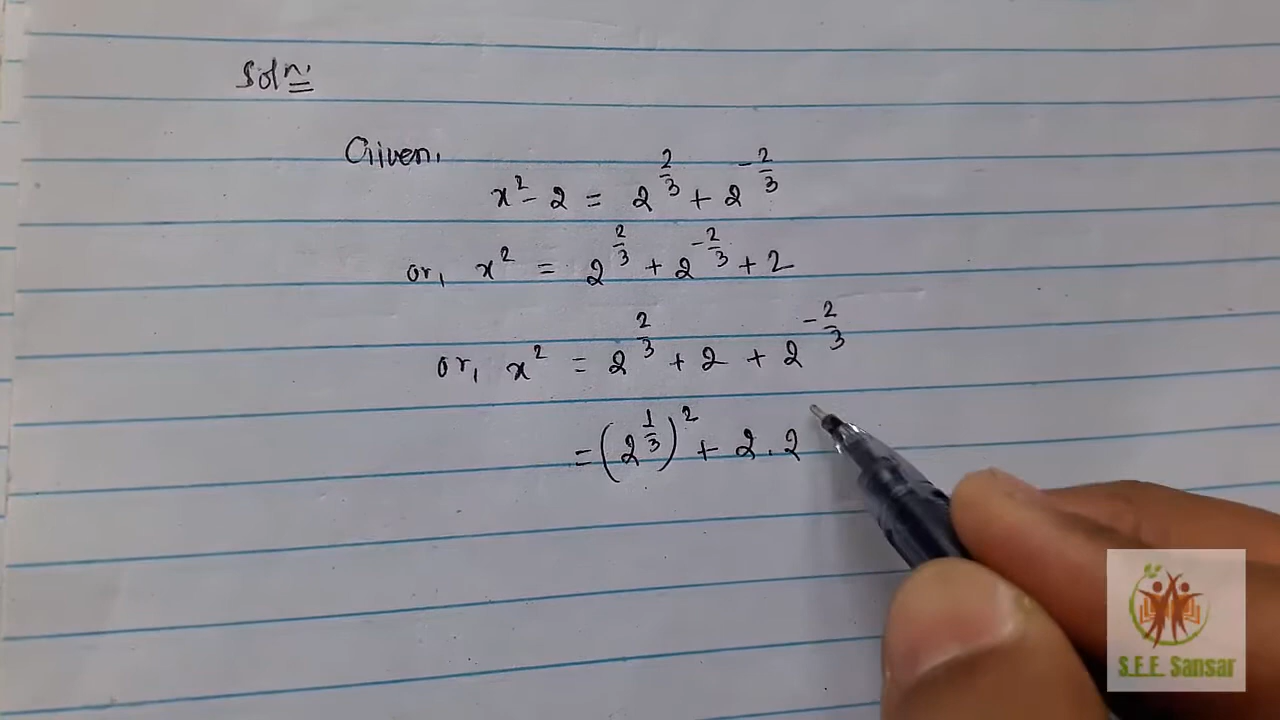 Soln:
Given,
x² - 2 = 2^(2/3) + 2^(-2/3)
or, x² = 2^(2/3) + 2^(-2/3) + 2
or, x² = 2^(2/3) + 2 + 2^(-2/3)
= (2^(1/3))² + 2 . 2
S.E.E. Sansar